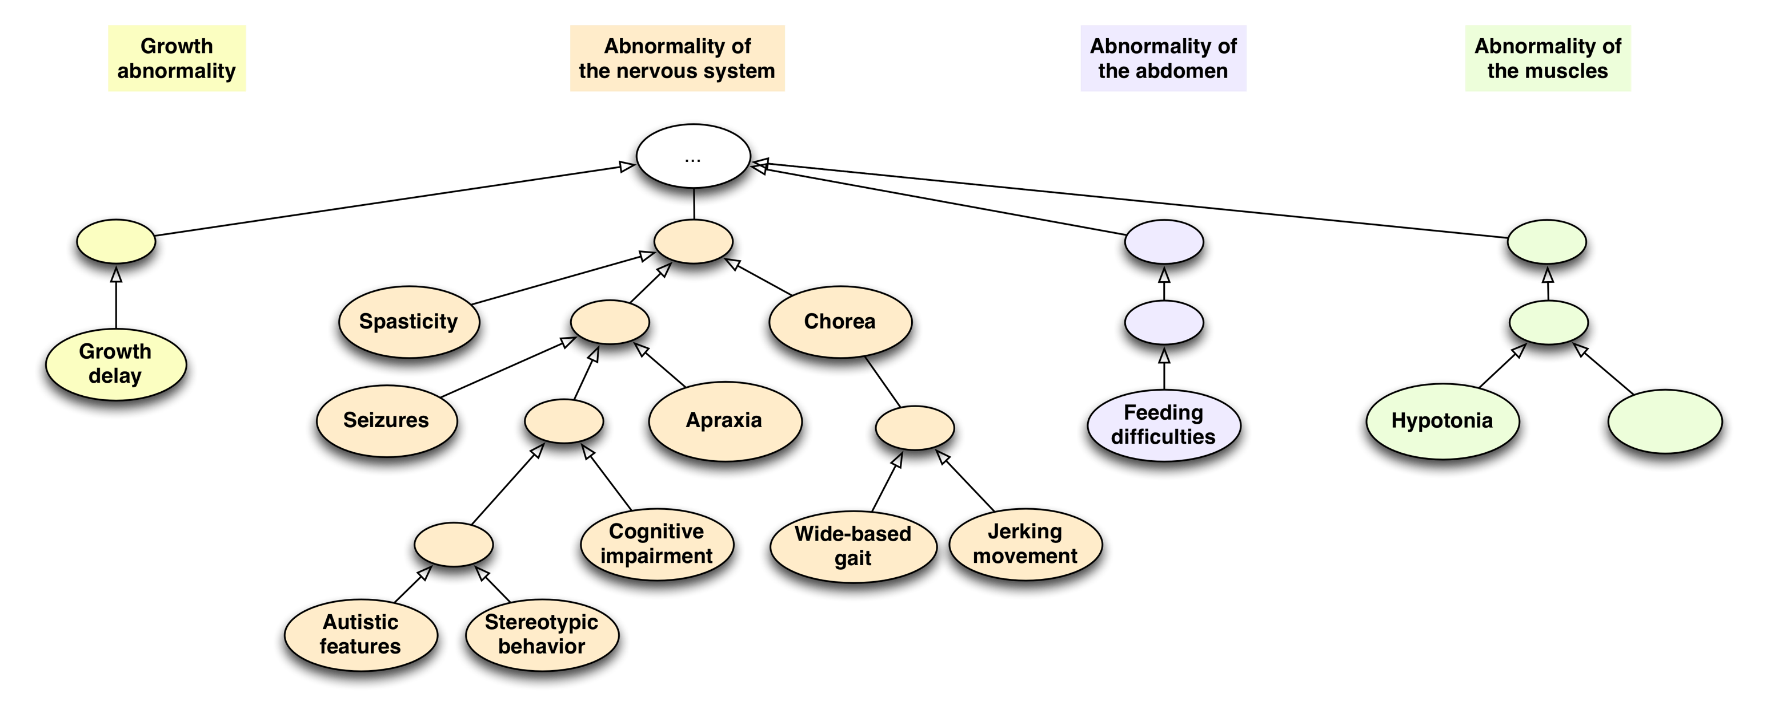 Growth
abnormality
Abnormality of
the nervous system
Abnormality of
the abdomen
Abnormality of
the muscles
...
Spasticity
Chorea
Growth
delay
Seizures
Apraxia
Feeding
difficulties
Hypotonia
Cognitive
impairment
Wide-based
gait
Jerking
movement
Autistic
features
Stereotypic
behavior